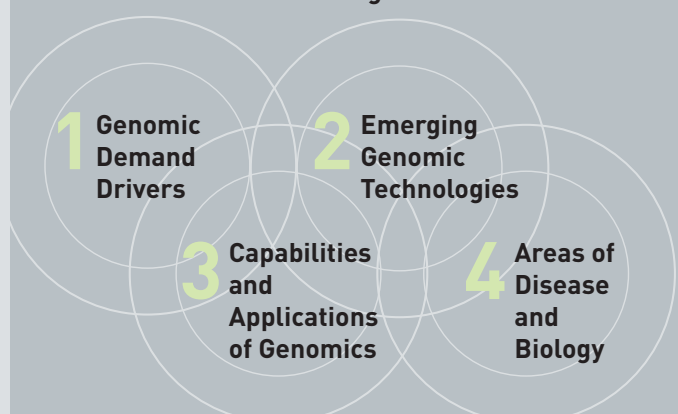 1 Genomic
Demand
Drivers
2 Emerging
Genomic
Technologies
3 Capabilities
and
Applications
of Genomics
4 Areas of
Disease
and
Biology